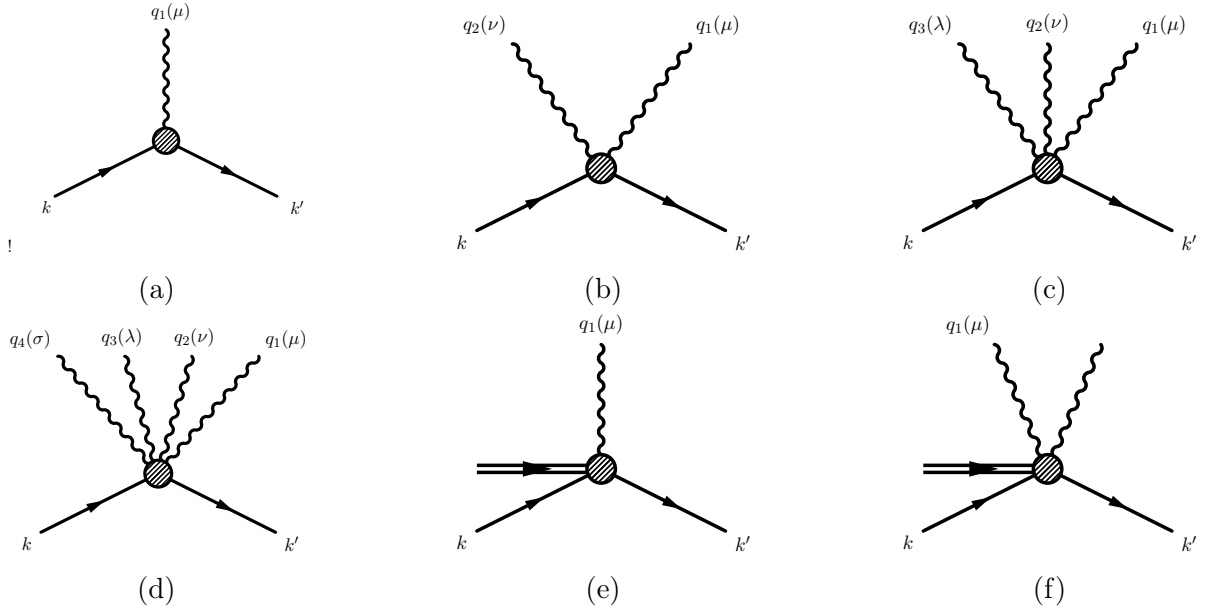 q₁(μ)
k
k′
!
(a)
q₂(ν)
q₁(μ)
k
k′
(b)
q₃(λ)
q₂(ν)
q₁(μ)
k
k′
(c)
q₄(σ)
q₃(λ)
q₂(ν)
q₁(μ)
k
k′
(d)
q₁(μ)
k
k′
(e)
q₁(μ)
k
k′
(f)